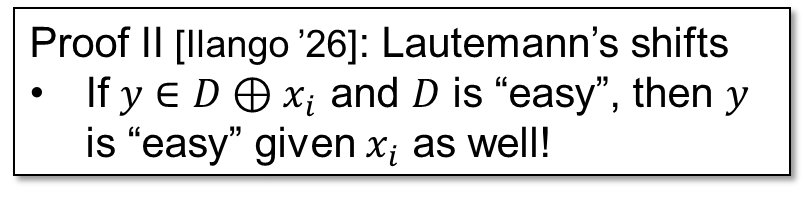 Proof II [Ilango ’26]: Lautemann’s shifts
• If 𝑦 ∈ 𝐷 ⊕ 𝑥ᵢ and 𝐷 is “easy”, then 𝑦
is “easy” given 𝑥ᵢ as well!